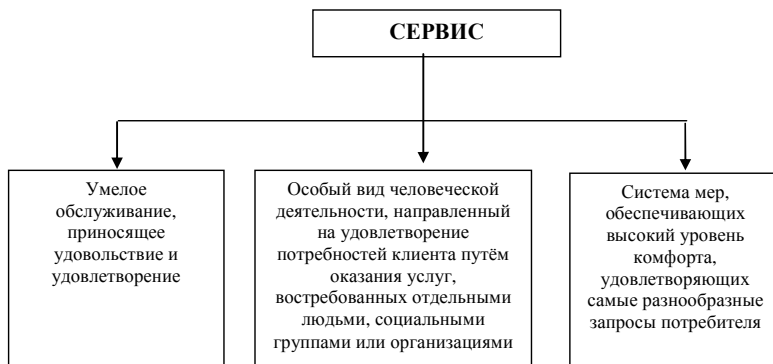 СЕРВИС
Умелое
обслуживание,
приносящее
удовольствие и
удовлетворение
Особый вид человеческой
деятельности, направленный
на удовлетворение
потребностей клиента путём
оказания услуг,
востребованных отдельными
людьми, социальными
группами или организациями
Система мер,
обеспечивающих
высокий уровень
комфорта,
удовлетворяющих
самые разнообразные
запросы потребителя